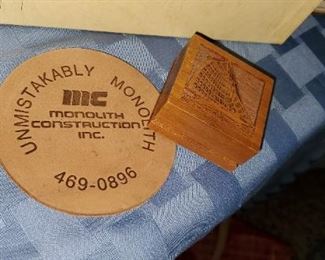 UNMISTAKABLY MONOLITH
mc
MONOLITH
CONSTRUCTION
INC.
469-0896